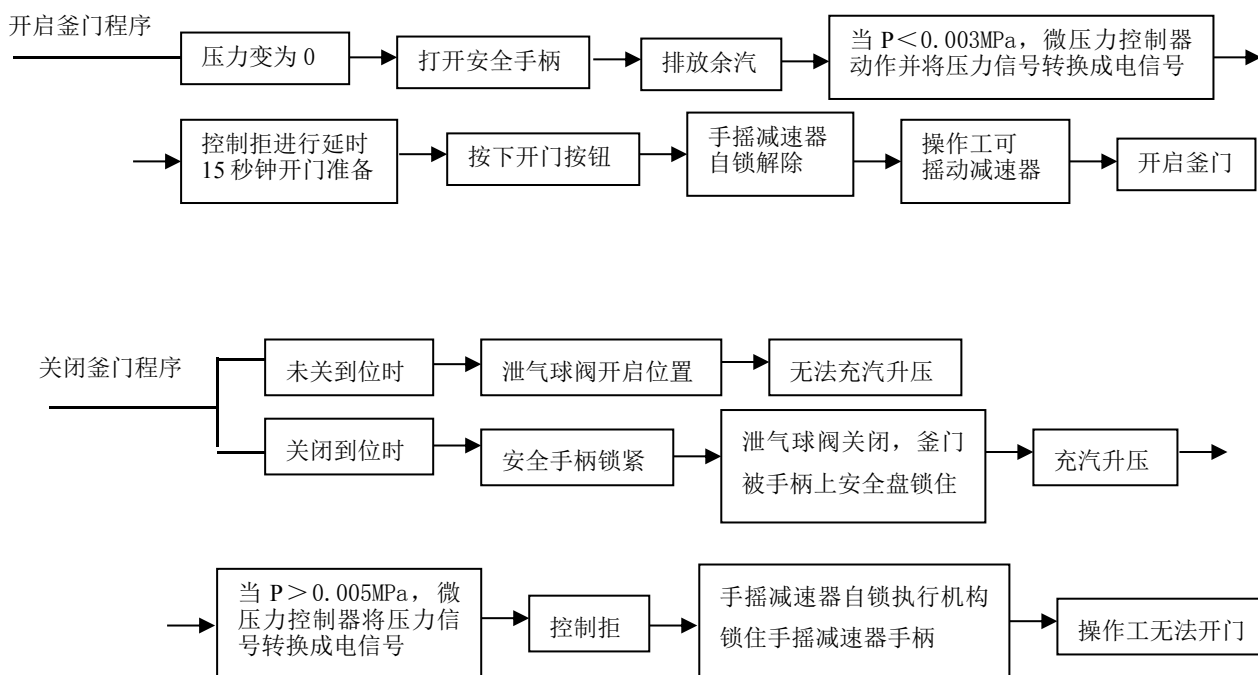 开启釜门程序
压力变为 0
打开安全手柄
排放余汽
当 P＜0.003MPa，微压力控制器
动作并将压力信号转换成电信号
控制拒进行延时
15 秒钟开门准备
按下开门按钮
手摇减速器
自锁解除
操作工可
摇动减速器
开启釜门
关闭釜门程序
未关到位时
泄气球阀开启位置
无法充汽升压
关闭到位时
安全手柄锁紧
泄气球阀关闭，釜门
被手柄上安全盘锁住
充汽升压
当 P＞0.005MPa，微
压力控制器将压力信
号转换成电信号
控制拒
手摇减速器自锁执行机构
锁住手摇减速器手柄
操作工无法开门